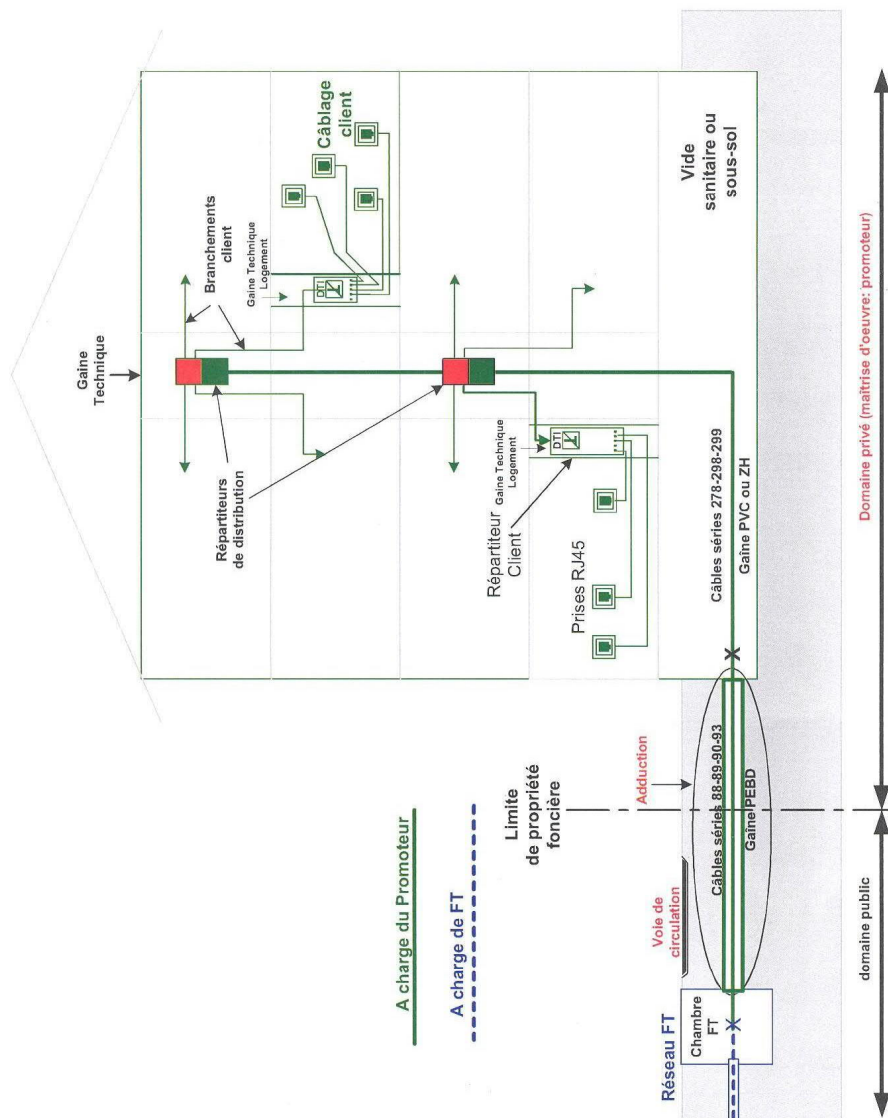 Gaine
Technique
Branchements
client
Câblage
client
Gaine Technique
Logement
DTI
Répartiteurs
de distribution
Gaine Technique
Logement
DTI
Répartiteur
Client
Prises RJ45
Vide
sanitaire ou
sous-sol
Câbles séries 278-298-299
Gaîne PVC ou ZH
A charge du Promoteur
A charge de FT
Limite
de propriété
foncière
Adduction
Voie de
circulation
Câbles séries 88-89-90-93
Gaîne PEBD
Réseau FT
Chambre
FT
domaine public
Domaine privé (maîtrise d'oeuvre: promoteur)